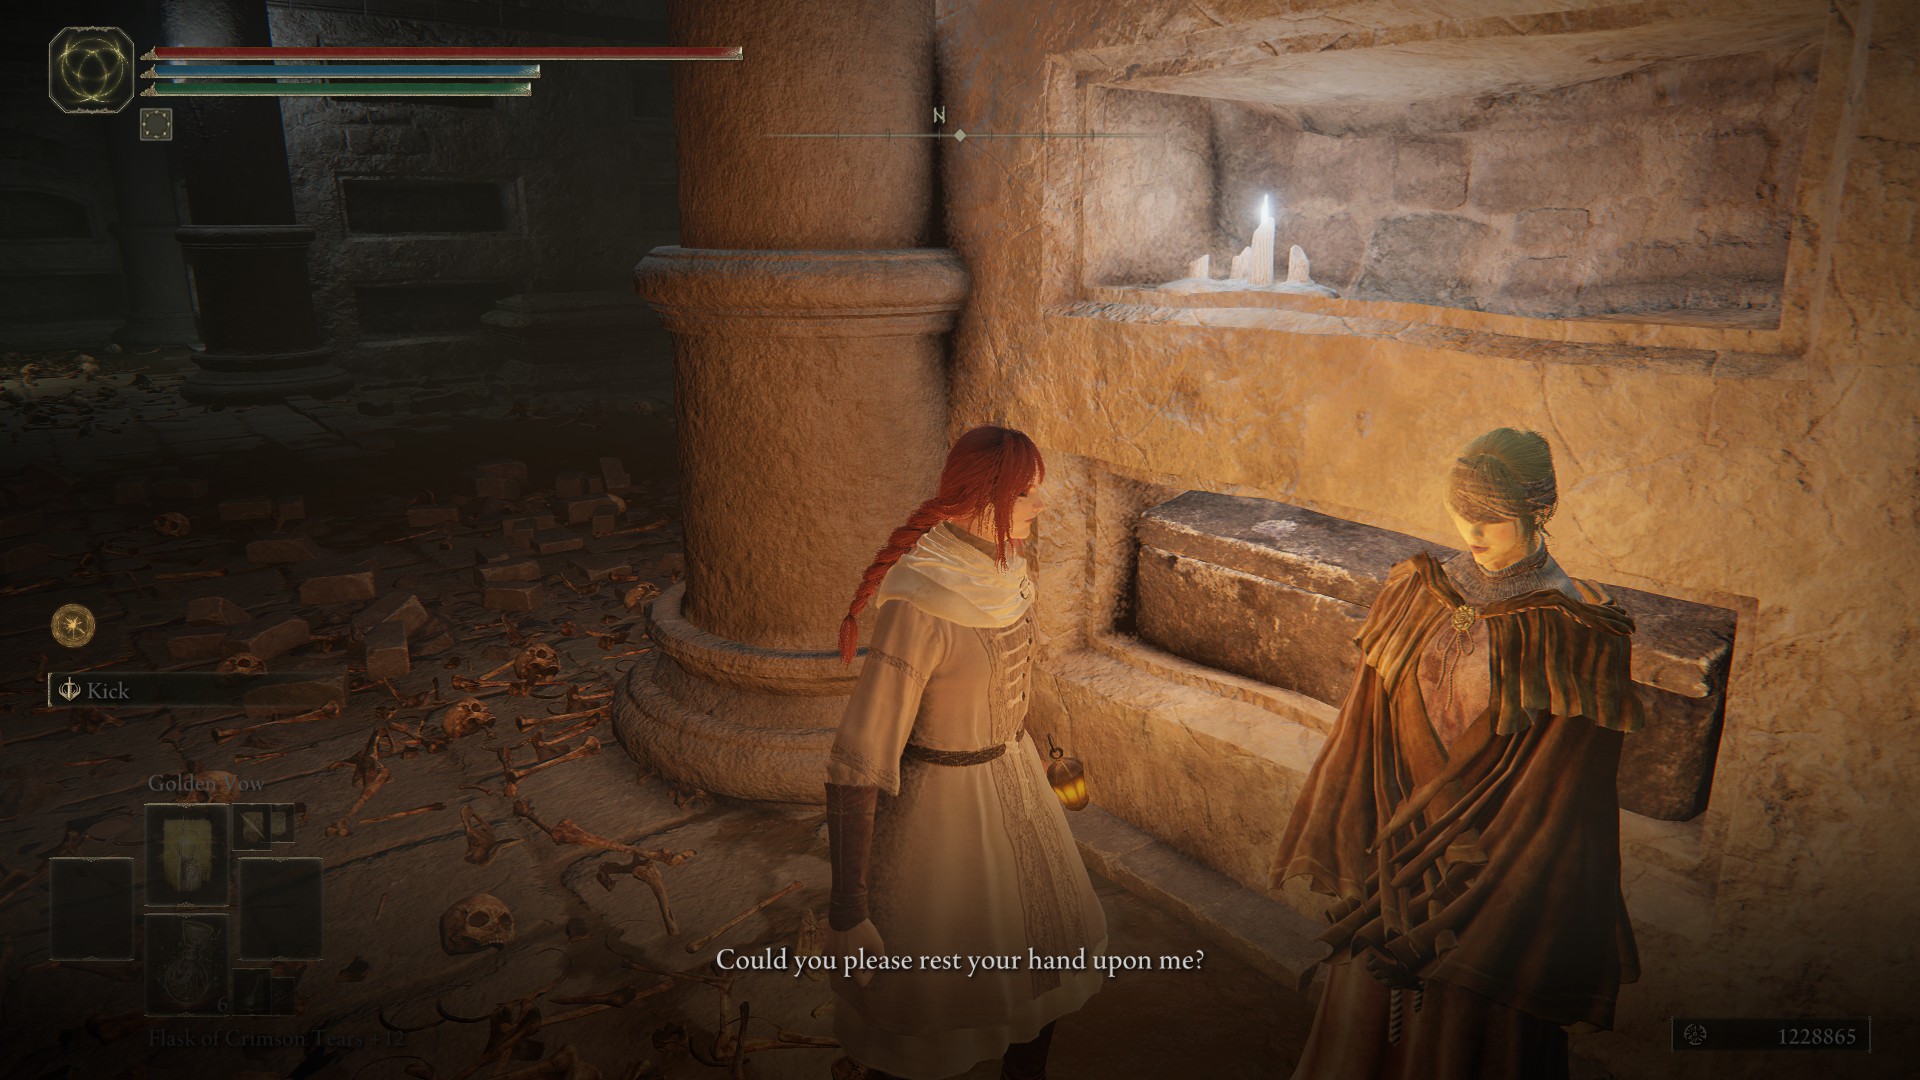 N
Kick
Golden Vow
Could you please rest your hand upon me?
6
Flask of Crimson Tears +12
1228865